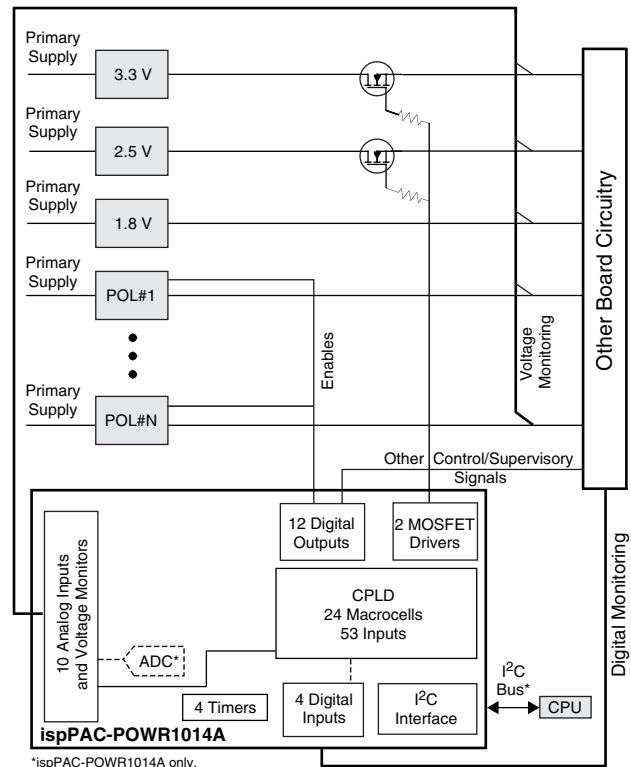 Primary
Supply
3.3 V
Primary
Supply
2.5 V
Primary
Supply
1.8 V
Primary
Supply
POL#1
Primary
Supply
POL#N
Enables
Voltage
Monitoring
Other Board Circuitry
Other Control/Supervisory
Signals
12 Digital
Outputs
2 MOSFET
Drivers
10 Analog Inputs
and Voltage Monitors
CPLD
24 Macrocells
53 Inputs
ADC*
4 Timers
4 Digital
Inputs
I²C
Interface
I²C
Bus*
CPU
Digital Monitoring
ispPAC-POWR1014A
*ispPAC-POWR1014A only.